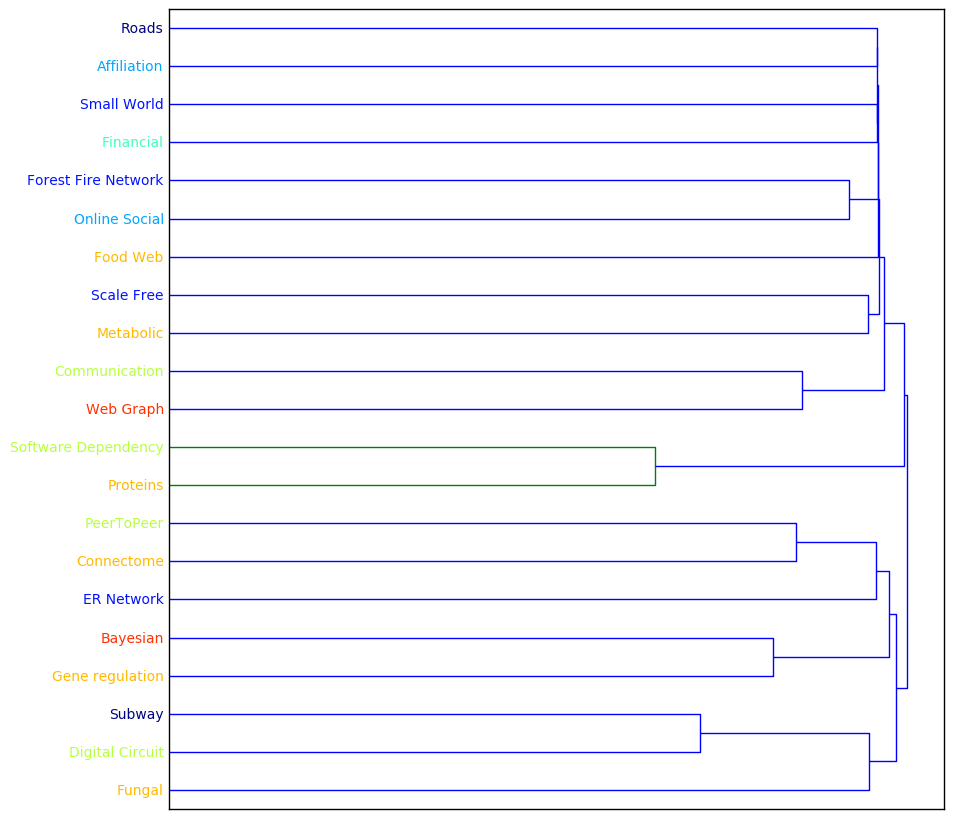 Roads
Affiliation
Small World
Financial
Forest Fire Network
Online Social
Food Web
Scale Free
Metabolic
Communication
Web Graph
Software Dependency
Proteins
PeerToPeer
Connectome
ER Network
Bayesian
Gene regulation
Subway
Digital Circuit
Fungal